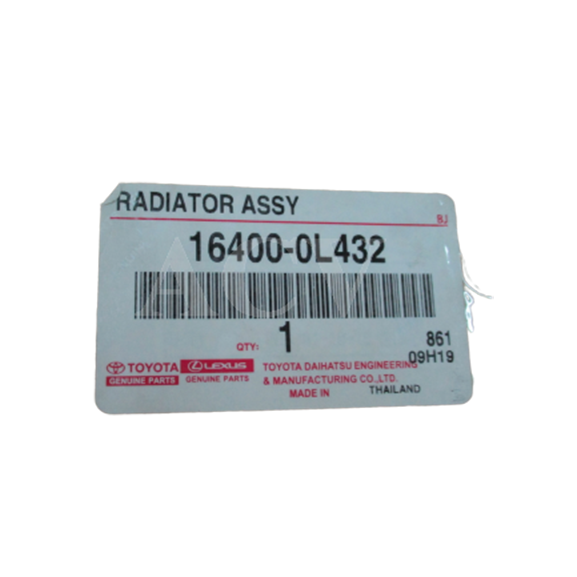 RADIATOR ASSY
BJ
16400-0L432
QTY: 1
861
09H19
TOYOTA LEXUS TOYOTA DAIHATSU ENGINEERING
GENUINE PARTS GENUINE PARTS & MANUFACTURING CO.,LTD.
MADE IN THAILAND